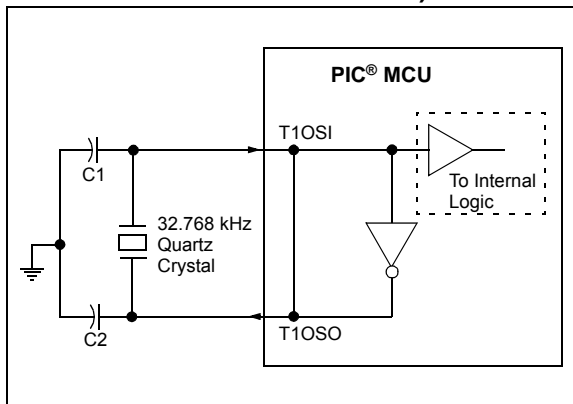 PIC® MCU
T1OSI
C1
To Internal
Logic
32.768 kHz
Quartz
Crystal
C2
T1OSO